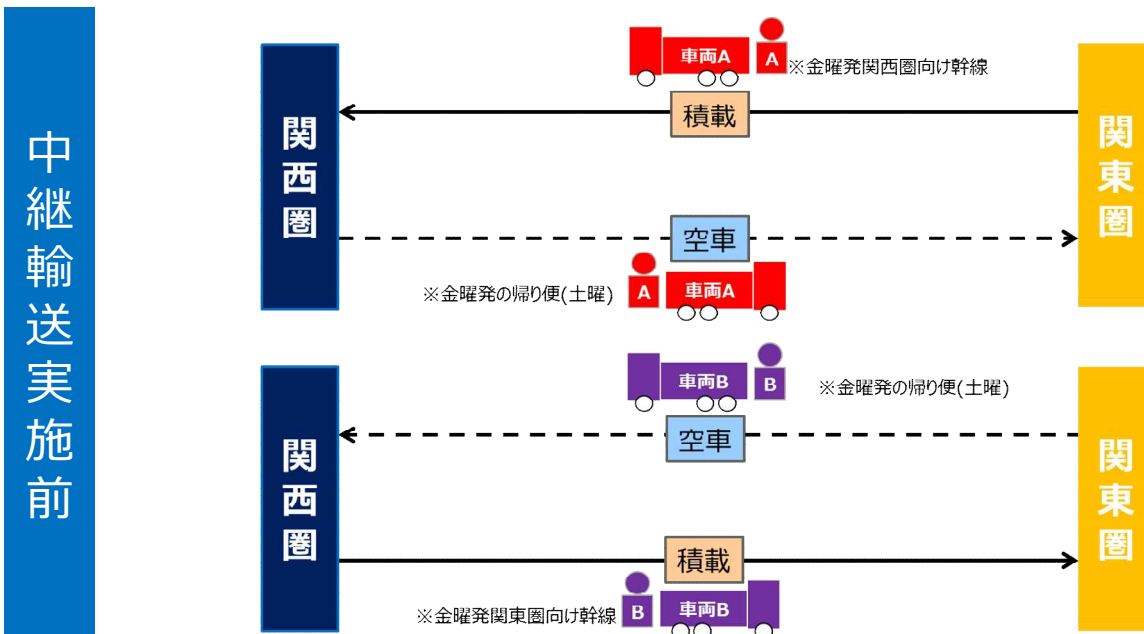 中継輸送実施前
関西圏
車両A
A
※金曜発関西圏向け幹線
積載
関東圏
空車
※金曜発の帰り便(土曜)
A
車両A
関西圏
車両B
B
※金曜発の帰り便(土曜)
空車
関東圏
積載
※金曜発関東圏向け幹線
B
車両B